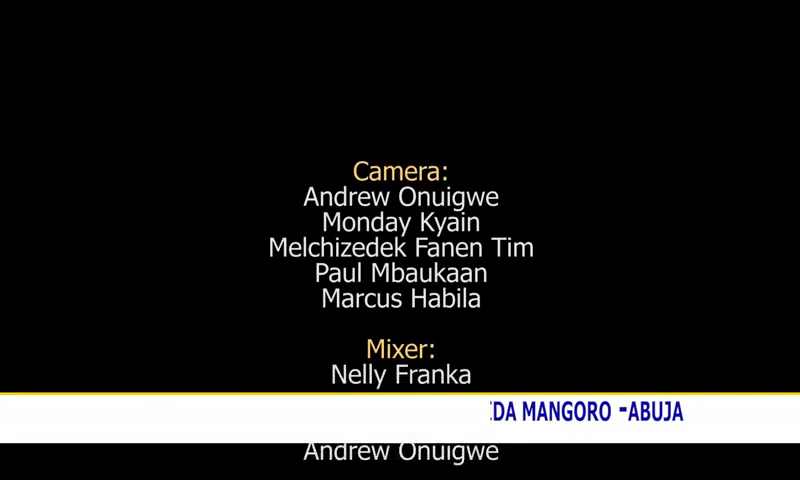 Camera:
Andrew Onuigwe
Monday Kyain
Melchizedek Fanen Tim
Paul Mbaukaan
Marcus Habila
Mixer:
Nelly Franka
MANGORO -ABUJA
Andrew Onuigwe